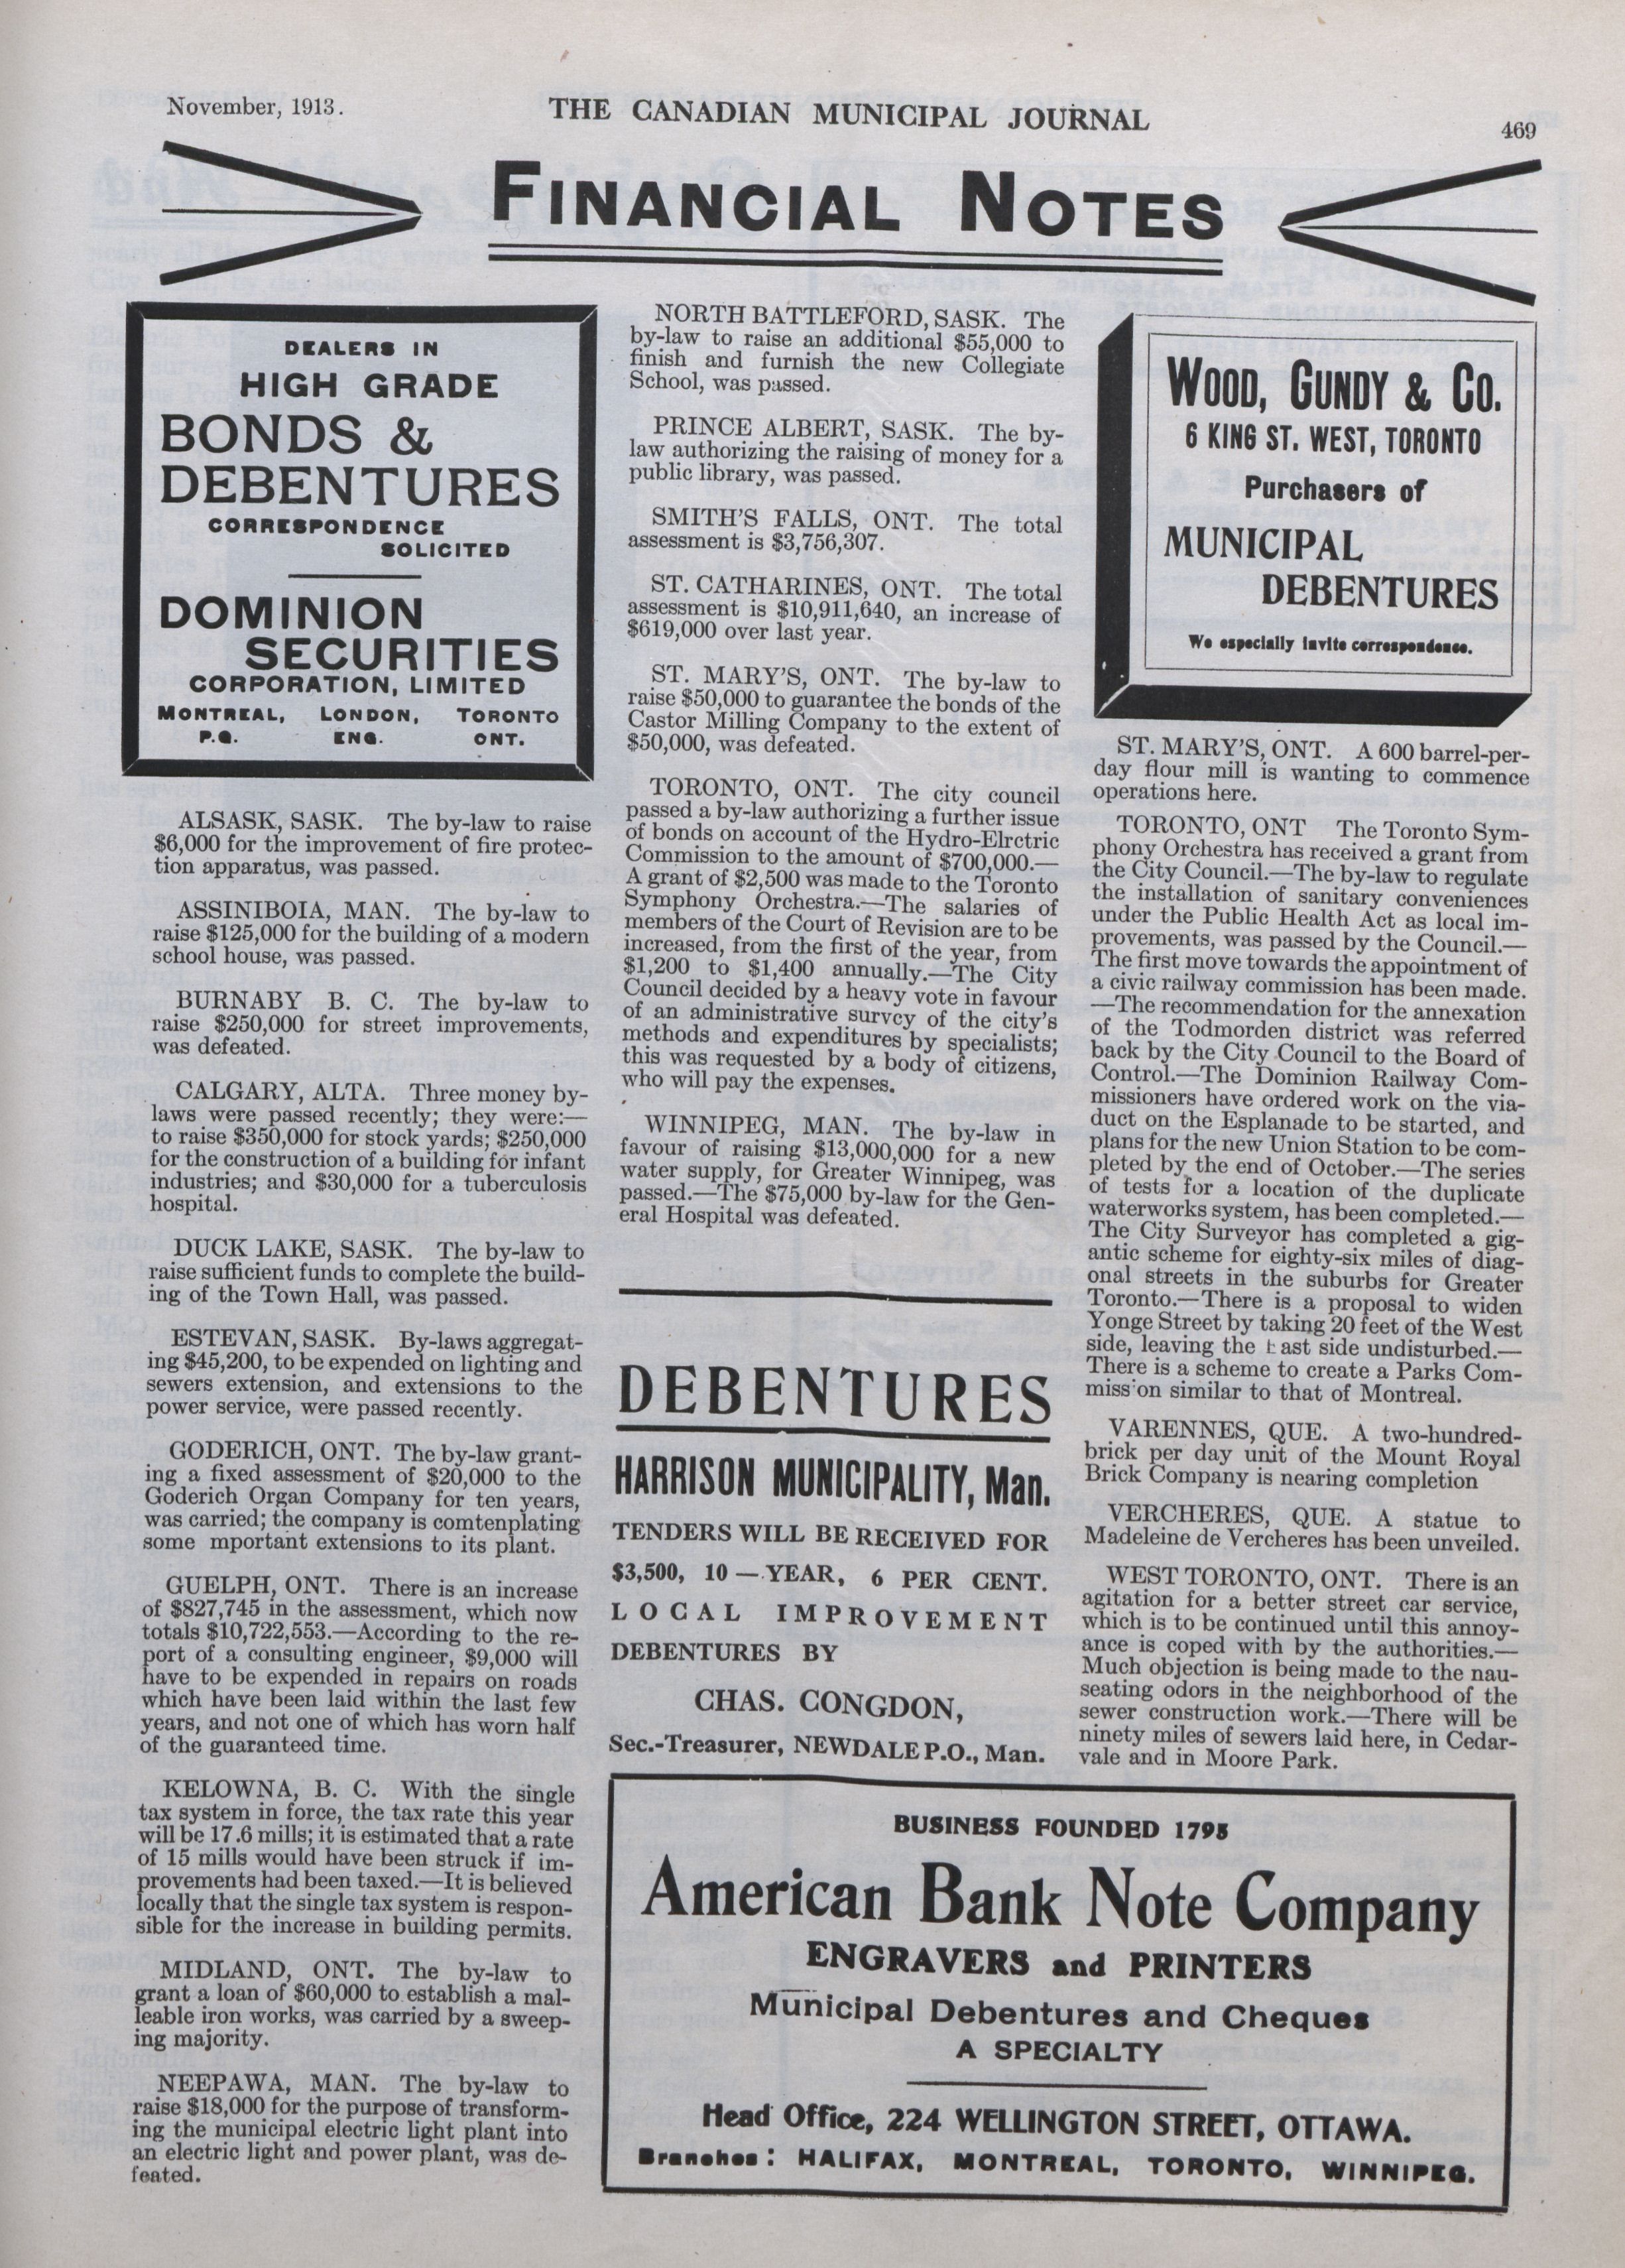 November, 1913.
THE CANADIAN MUNICIPAL JOURNAL
469
FINANCIAL NOTES
DEALERS IN
HIGH GRADE
BONDS &
DEBENTURES
CORRESPONDENCE
SOLICITED
DOMINION
SECURITIES
CORPORATION, LIMITED
MONTREAL, LONDON, TORONTO
P.Q. ENG. ONT.
ALSASK, SASK. The by-law to raise
$6,000 for the improvement of fire protec-
tion apparatus, was passed.
ASSINIBOIA, MAN. The by-law to
raise $125,000 for the building of a modern
school house, was passed.
BURNABY B. C. The by-law to
raise $250,000 for street improvements,
was defeated.
CALGARY, ALTA. Three money by-
laws were passed recently; they were:—
to raise $350,000 for stock yards; $250,000
for the construction of a building for infant
industries; and $30,000 for a tuberculosis
hospital.
DUCK LAKE, SASK. The by-law to
raise sufficient funds to complete the build-
ing of the Town Hall, was passed.
ESTEVAN, SASK. By-laws aggregat-
ing $45,200, to be expended on lighting and
sewers extension, and extensions to the
power service, were passed recently.
GODERICH, ONT. The by-law grant-
ing a fixed assessment of $20,000 to the
Goderich Organ Company for ten years,
was carried; the company is comtenplating
some mportant extensions to its plant.
GUELPH, ONT. There is an increase
of $827,745 in the assessment, which now
totals $10,722,553.—According to the re-
port of a consulting engineer, $9,000 will
have to be expended in repairs on roads
which have been laid within the last few
years, and not one of which has worn half
of the guaranteed time.
KELOWNA, B. C. With the single
tax system in force, the tax rate this year
will be 17.6 mills; it is estimated that a rate
of 15 mills would have been struck if im-
provements had been taxed.—It is believed
locally that the single tax system is respon-
sible for the increase in building permits.
MIDLAND, ONT. The by-law to
grant a loan of $60,000 to establish a mal-
leable iron works, was carried by a sweep-
ing majority.
NEEPAWA, MAN. The by-law to
raise $18,000 for the purpose of transform-
ing the municipal electric light plant into
an electric light and power plant, was de-
feated.
NORTH BATTLEFORD, SASK. The
by-law to raise an additional $55,000 to
finish and furnish the new Collegiate
School, was passed.
PRINCE ALBERT, SASK. The by-
law authorizing the raising of money for a
public library, was passed.
SMITH'S FALLS, ONT. The total
assessment is $3,756,307.
ST. CATHARINES, ONT. The total
assessment is $10,911,640, an increase of
$619,000 over last year.
ST. MARY'S, ONT. The by-law to
raise $50,000 to guarantee the bonds of the
Castor Milling Company to the extent of
$50,000, was defeated.
TORONTO, ONT. The city council
passed a by-law authorizing a further issue
of bonds on account of the Hydro-Elrctric
Commission to the amount of $700,000.—
A grant of $2,500 was made to the Toronto
Symphony Orchestra.—The salaries of
members of the Court of Revision are to be
increased, from the first of the year, from
$1,200 to $1,400 annually.—The City
Council decided by a heavy vote in favour
of an administrative survcy of the city's
methods and expenditures by specialists;
this was requested by a body of citizens,
who will pay the expenses.
WINNIPEG, MAN. The by-law in
favour of raising $13,000,000 for a new
water supply, for Greater Winnipeg, was
passed.—The $75,000 by-law for the Gen-
eral Hospital was defeated.
DEBENTURES
HARRISON MUNICIPALITY, Man.
TENDERS WILL BE RECEIVED FOR
$3,500, 10 — YEAR, 6 PER CENT.
LOCAL IMPROVEMENT
DEBENTURES BY
CHAS. CONGDON,
Sec.-Treasurer, NEWDALE P.O., Man.
WOOD, GUNDY & CO.
6 KING ST. WEST, TORONTO
Purchasers of
MUNICIPAL
DEBENTURES
We especially invite correspondence.
ST. MARY'S, ONT. A 600 barrel-per-
day flour mill is wanting to commence
operations here.
TORONTO, ONT The Toronto Sym-
phony Orchestra has received a grant from
the City Council.—The by-law to regulate
the installation of sanitary conveniences
under the Public Health Act as local im-
provements, was passed by the Council.—
The first move towards the appointment of
a civic railway commission has been made.
—The recommendation for the annexation
of the Todmorden district was referred
back by the City Council to the Board of
Control.—The Dominion Railway Com-
missioners have ordered work on the via-
duct on the Esplanade to be started, and
plans for the new Union Station to be com-
pleted by the end of October.—The series
of tests for a location of the duplicate
waterworks system, has been completed.—
The City Surveyor has completed a gig-
antic scheme for eighty-six miles of diag-
onal streets in the suburbs for Greater
Toronto.—There is a proposal to widen
Yonge Street by taking 20 feet of the West
side, leaving the East side undisturbed.—
There is a scheme to create a Parks Com-
miss on similar to that of Montreal.
VARENNES, QUE. A two-hundred-
brick per day unit of the Mount Royal
Brick Company is nearing completion
VERCHERES, QUE. A statue to
Madeleine de Vercheres has been unveiled.
WEST TORONTO, ONT. There is an
agitation for a better street car service,
which is to be continued until this annoy-
ance is coped with by the authorities.—
Much objection is being made to the nau-
seating odors in the neighborhood of the
sewer construction work.—There will be
ninety miles of sewers laid here, in Cedar-
vale and in Moore Park.
BUSINESS FOUNDED 1795
American Bank Note Company
ENGRAVERS and PRINTERS
Municipal Debentures and Cheques
A SPECIALTY
Head Office, 224 WELLINGTON STREET, OTTAWA.
Branches: HALIFAX, MONTREAL, TORONTO, WINNIPEG.